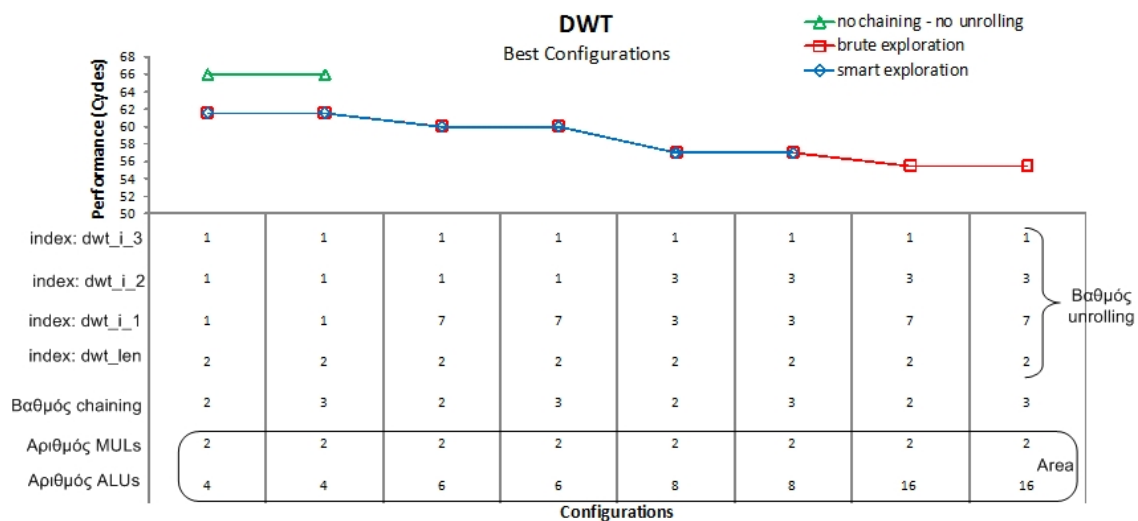 DWT
Best Configurations
no chaining - no unrolling
brute exploration
smart exploration
Performance (Cycles)
68
66
64
62
60
58
56
54
52
50
index: dwt_i_3 1 1 1 1 1 1 1 1
index: dwt_i_2 1 1 1 1 3 3 3 3
index: dwt_i_1 1 1 7 7 3 3 7 7
index: dwt_len 2 2 2 2 2 2 2 2
Βαθμός unrolling
Βαθμός chaining 2 3 2 3 2 3 2 3
Αριθμός MULs 2 2 2 2 2 2 2 2
Αριθμός ALUs 4 4 6 6 8 8 16 16
Area
Configurations